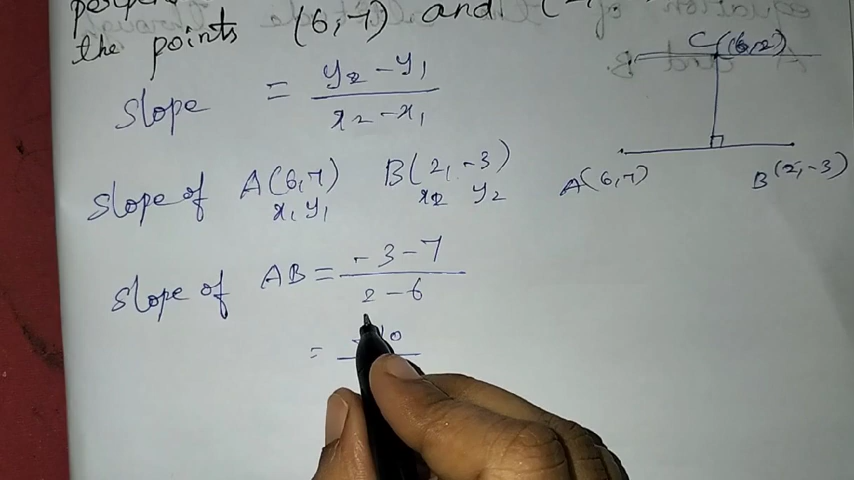 the points (6,7) and (
Slope = y2 - y1 / x2 - x1
C(6,2)
Slope of A(6,7) B(2,-3)
x1 y1 x2 y2
A(6,7) B(2,-3)
Slope of AB = -3-7 / 2-6
= -10